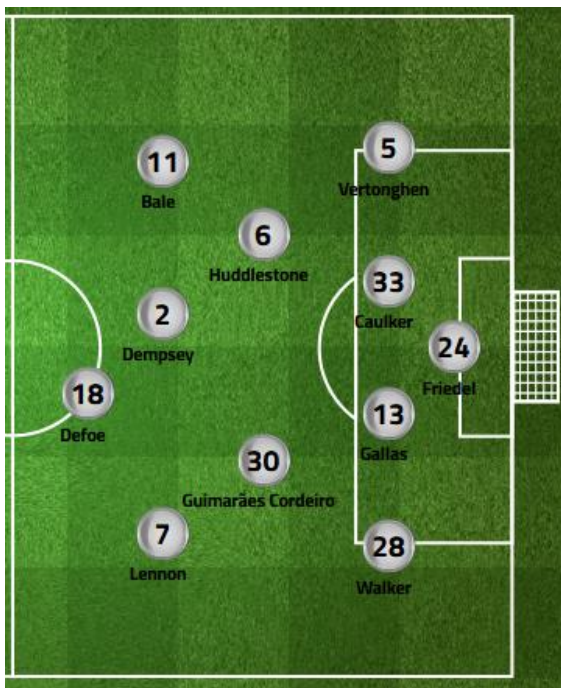 5
Vertonghen
11
Bale
6
Huddlestone
33
Caulker
2
Dempsey
24
Friedel
18
Defoe
13
Gallas
30
Guimarães Cordeiro
7
Lennon
28
Walker